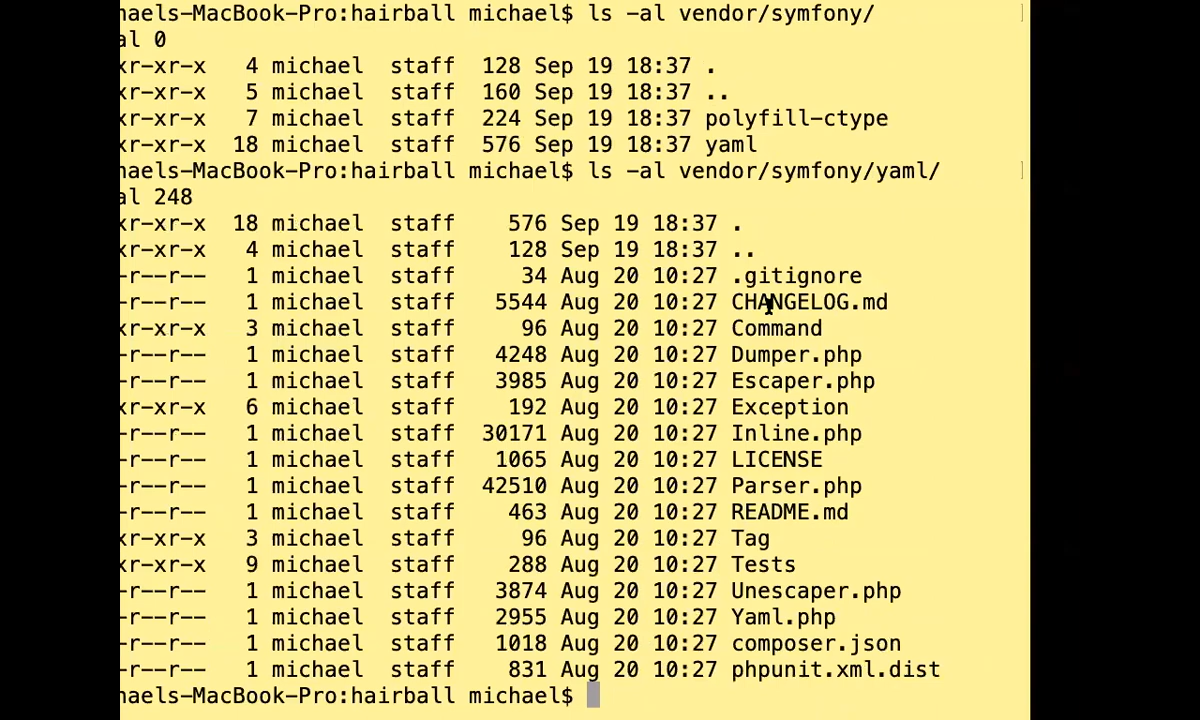 haels-MacBook-Pro:hairball michael$ ls -al vendor/symfony/
al 0
xr-xr-x   4 michael  staff  128 Sep 19 18:37 .
xr-xr-x   5 michael  staff  160 Sep 19 18:37 ..
xr-xr-x   7 michael  staff  224 Sep 19 18:37 polyfill-ctype
xr-xr-x  18 michael  staff  576 Sep 19 18:37 yaml
haels-MacBook-Pro:hairball michael$ ls -al vendor/symfony/yaml/
al 248
xr-xr-x  18 michael  staff    576 Sep 19 18:37 .
xr-xr-x   4 michael  staff    128 Sep 19 18:37 ..
-r--r--   1 michael  staff     34 Aug 20 10:27 .gitignore
-r--r--   1 michael  staff   5544 Aug 20 10:27 CHANGELOG.md
xr-xr-x   3 michael  staff     96 Aug 20 10:27 Command
-r--r--   1 michael  staff   4248 Aug 20 10:27 Dumper.php
-r--r--   1 michael  staff   3985 Aug 20 10:27 Escaper.php
xr-xr-x   6 michael  staff    192 Aug 20 10:27 Exception
-r--r--   1 michael  staff  30171 Aug 20 10:27 Inline.php
-r--r--   1 michael  staff   1065 Aug 20 10:27 LICENSE
-r--r--   1 michael  staff  42510 Aug 20 10:27 Parser.php
-r--r--   1 michael  staff    463 Aug 20 10:27 README.md
xr-xr-x   3 michael  staff     96 Aug 20 10:27 Tag
xr-xr-x   9 michael  staff    288 Aug 20 10:27 Tests
-r--r--   1 michael  staff   3874 Aug 20 10:27 Unescaper.php
-r--r--   1 michael  staff   2955 Aug 20 10:27 Yaml.php
-r--r--   1 michael  staff   1018 Aug 20 10:27 composer.json
-r--r--   1 michael  staff    831 Aug 20 10:27 phpunit.xml.dist
haels-MacBook-Pro:hairball michael$